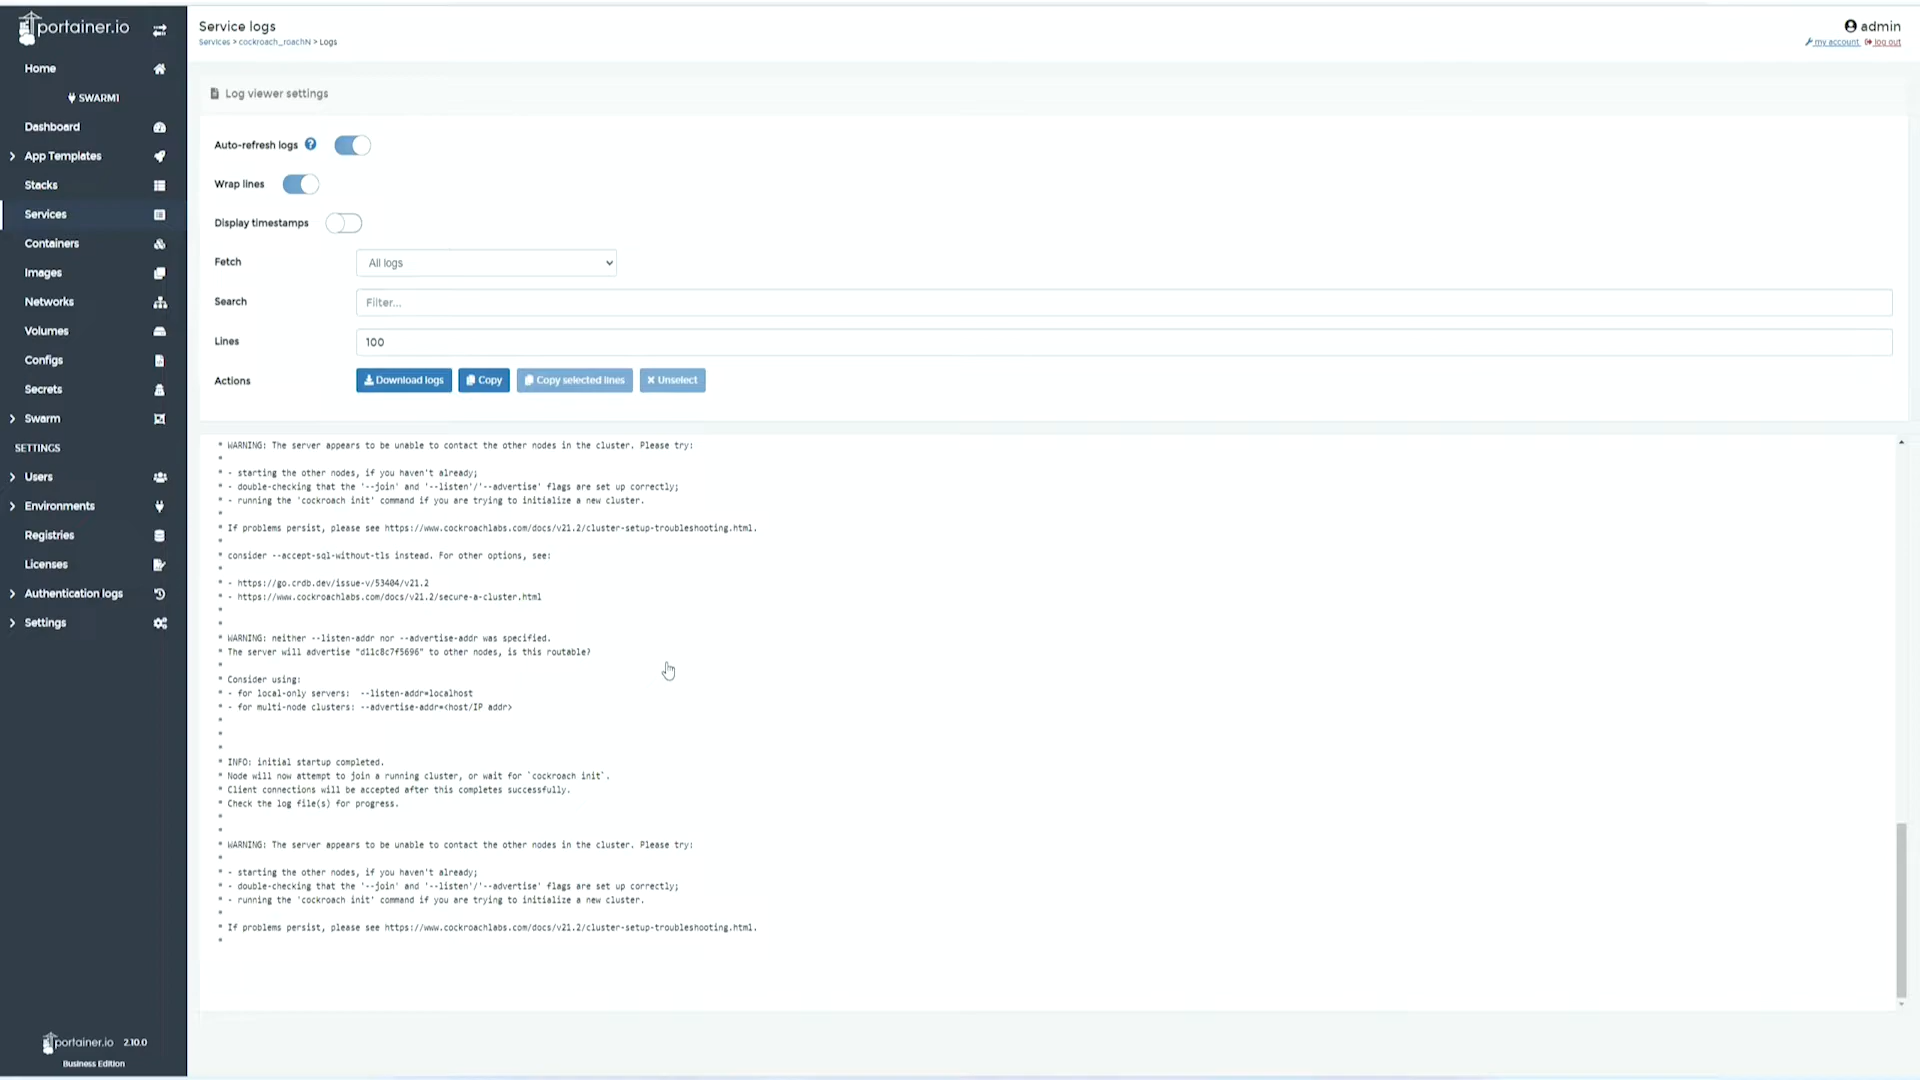 portainer.io
Home
SWARM1
Dashboard
App Templates
Stacks
Services
Containers
Images
Networks
Volumes
Configs
Secrets
Swarm
SETTINGS
Users
Environments
Registries
Licenses
Authentication logs
Settings
portainer.io 2.10.0
Business Edition
Service logs
Services > cockroach_roachN > Logs
admin
my account log out
Log viewer settings
Auto-refresh logs ?
Wrap lines
Display timestamps
Fetch All logs
Search Filter...
Lines 100
Actions Download logs Copy Copy selected lines Unselect
* WARNING: The server appears to be unable to contact the other nodes in the cluster. Please try:
*
* - starting the other nodes, if you haven't already;
* - double-checking that the '--join' and '--listen'/'--advertise' flags are set up correctly;
* - running the 'cockroach init' command if you are trying to initialize a new cluster.
*
* If problems persist, please see https://www.cockroachlabs.com/docs/v21.2/cluster-setup-troubleshooting.html.
*
* consider --accept-sql-without-tls instead. For other options, see:
*
* - https://go.crdb.dev/issue-v/53404/v21.2
* - https://www.cockroachlabs.com/docs/v21.2/secure-a-cluster.html
*
*
* WARNING: neither --listen-addr nor --advertise-addr was specified.
* The server will advertise "d11c8c7f5696" to other nodes, is this routable?
*
* Consider using:
* - for local-only servers: --listen-addr=localhost
* - for multi-node clusters: --advertise-addr=<host/IP addr>
*
*
*
* INFO: initial startup completed.
* Node will now attempt to join a running cluster, or wait for `cockroach init`.
* Client connections will be accepted after this completes successfully.
* Check the log file(s) for progress.
*
*
* WARNING: The server appears to be unable to contact the other nodes in the cluster. Please try:
*
* - starting the other nodes, if you haven't already;
* - double-checking that the '--join' and '--listen'/'--advertise' flags are set up correctly;
* - running the 'cockroach init' command if you are trying to initialize a new cluster.
*
* If problems persist, please see https://www.cockroachlabs.com/docs/v21.2/cluster-setup-troubleshooting.html.
*